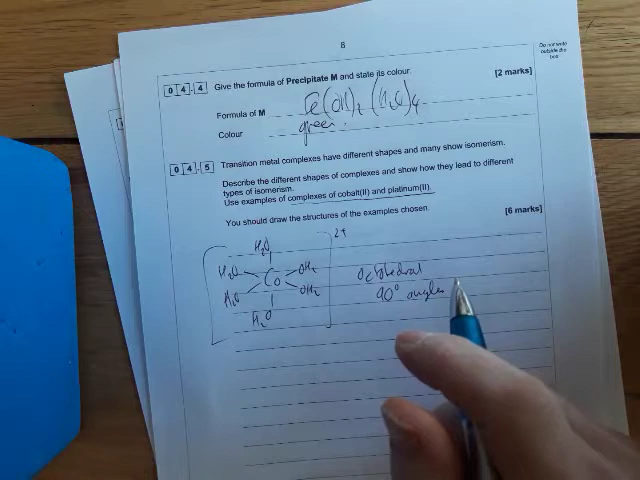 8
Do not write
outside the
box
0 4 . 4 Give the formula of Precipitate M and state its colour.
[2 marks]
Formula of M Fe(OH)2(H2O)4
Colour green.
0 4 . 5 Transition metal complexes have different shapes and many show isomerism.
Describe the different shapes of complexes and show how they lead to different
types of isomerism.
Use examples of complexes of cobalt(II) and platinum(II).
You should draw the structures of the examples chosen.
[6 marks]
2+
H2O
H2O OH2
Co
H2O OH2
H2O
Octahedral
90° angles